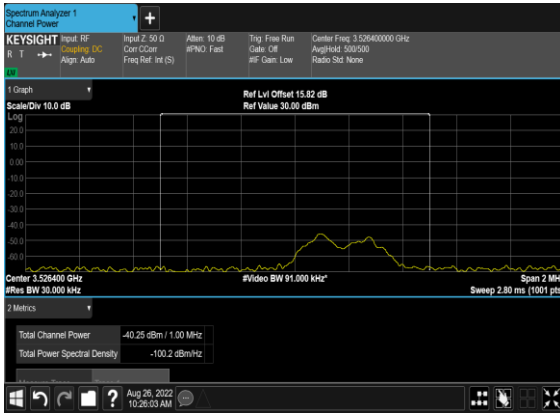 Spectrum Analyzer 1
Channel Power
+
KEYSIGHT
R T
Input: RF
Coupling: DC
Align: Auto
Input Z: 50 Ω
Corr CCorr
Freq Ref: Int (S)
Atten: 10 dB
#PNO: Fast
Trig: Free Run
Gate: Off
#IF Gain: Low
Center Freq: 3.526400000 GHz
Avg|Hold: 500/500
Radio Std: None
1 Graph
Scale/Div 10.0 dB
Ref Lvl Offset 15.82 dB
Ref Value 30.00 dBm
Log
20.0
10.0
0.00
-10.0
-20.0
-30.0
-40.0
-50.0
-60.0
Center 3.526400 GHz
#Res BW 30.000 kHz
#Video BW 91.000 kHz*
Span 2 MH
Sweep 2.80 ms (1001 pts
2 Metrics
Total Channel Power -40.25 dBm / 1.00 MHz
Total Power Spectral Density -100.2 dBm/Hz
?
Aug 26, 2022
10:26:03 AM